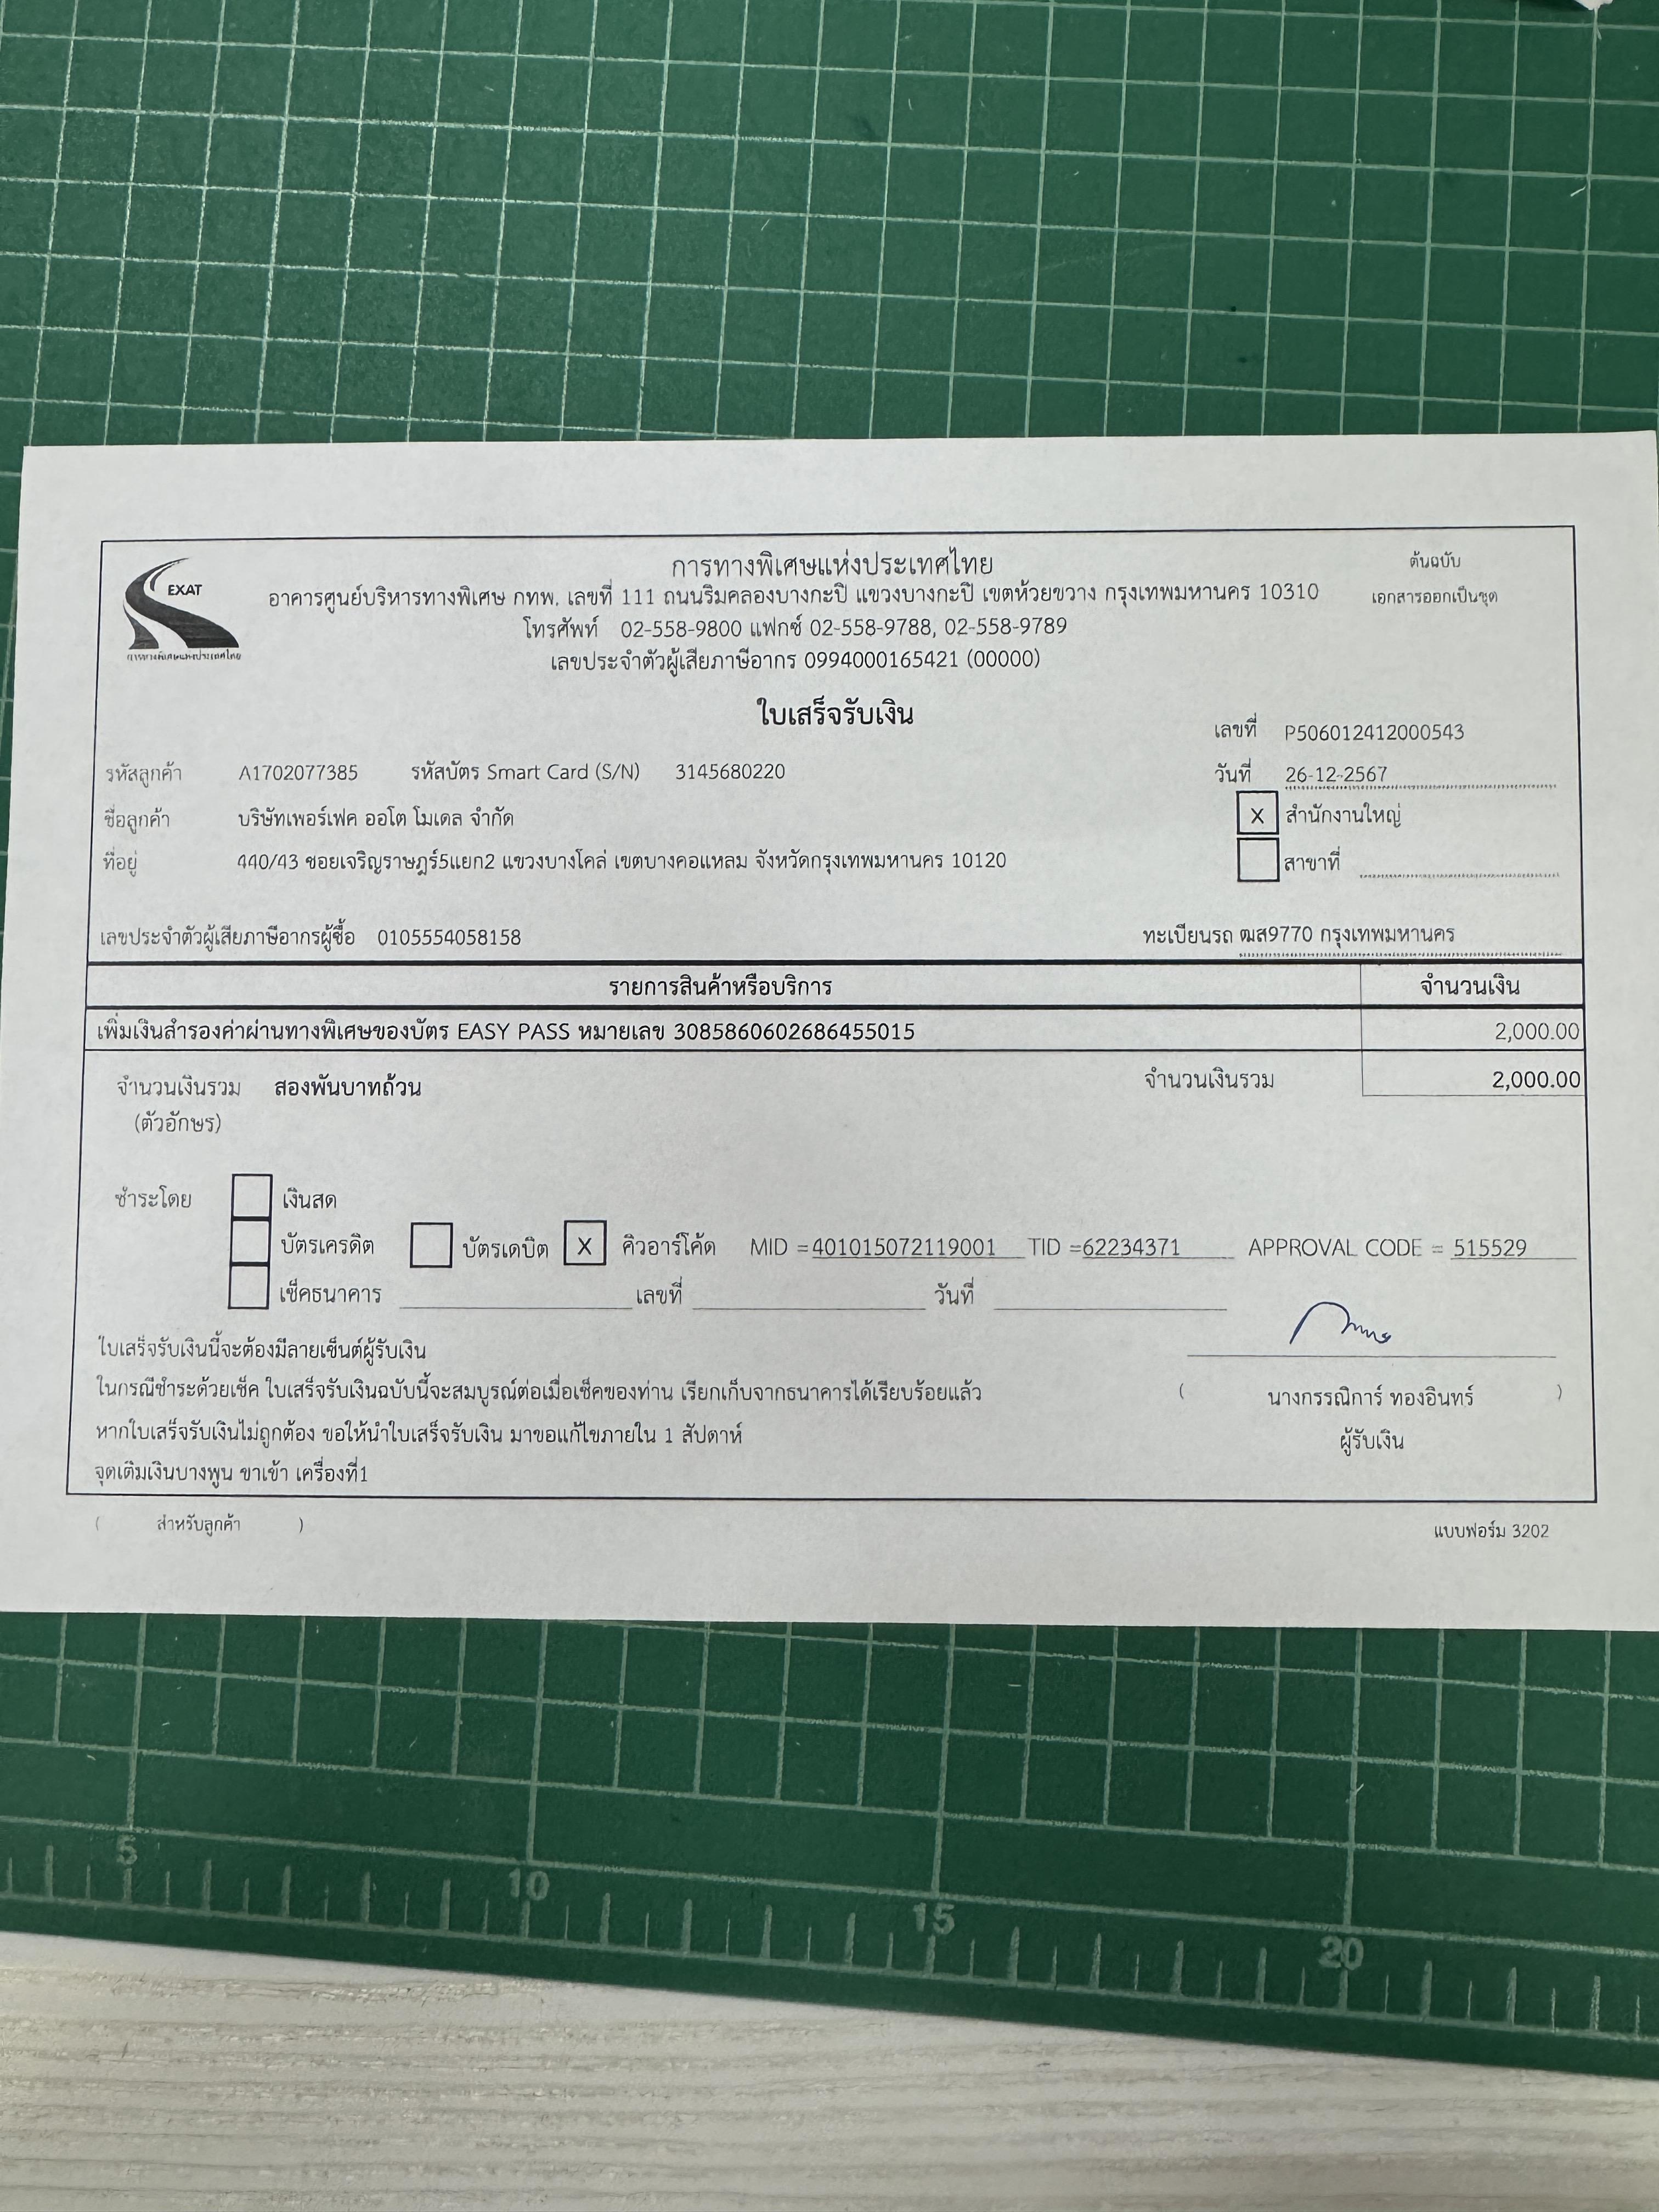 EXAT
การทางพิเศษแห่งประเทศไทย
การทางพิเศษแห่งประเทศไทย
ต้นฉบับ
อาคารศูนย์บริหารทางพิเศษ กทพ. เลขที่ 111 ถนนริมคลองบางกะปิ แขวงบางกะปิ เขตห้วยขวาง กรุงเทพมหานคร 10310
เอกสารออกเป็นชุด
โทรศัพท์ 02-558-9800 แฟกซ์ 02-558-9788, 02-558-9789
เลขประจำตัวผู้เสียภาษีอากร 0994000165421 (00000)
ใบเสร็จรับเงิน
เลขที่ P506012412000543
รหัสลูกค้า A1702077385 รหัสบัตร Smart Card (S/N) 3145680220
วันที่ 26-12-2567
ชื่อลูกค้า บริษัทเพอร์เฟค ออโต โมเดล จำกัด
X สำนักงานใหญ่
ที่อยู่ 440/43 ซอยเจริญราษฎร์5แยก2 แขวงบางโคล่ เขตบางคอแหลม จังหวัดกรุงเทพมหานคร 10120
สาขาที่
เลขประจำตัวผู้เสียภาษีอากรผู้ซื้อ 0105554058158
ทะเบียนรถ ฒส9770 กรุงเทพมหานคร
รายการสินค้าหรือบริการ จำนวนเงิน
เพิ่มเงินสำรองค่าผ่านทางพิเศษของบัตร EASY PASS หมายเลข 3085860602686455015 2,000.00
จำนวนเงินรวม สองพันบาทถ้วน จำนวนเงินรวม 2,000.00
(ตัวอักษร)
ชำระโดย เงินสด
บัตรเครดิต บัตรเดบิต X คิวอาร์โค้ด MID =401015072119001 TID =62234371 APPROVAL CODE = 515529
เช็คธนาคาร เลขที่ วันที่
ใบเสร็จรับเงินนี้จะต้องมีลายเซ็นต์ผู้รับเงิน
ในกรณีชำระด้วยเช็ค ใบเสร็จรับเงินฉบับนี้จะสมบูรณ์ต่อเมื่อเช็คของท่าน เรียกเก็บจากธนาคารได้เรียบร้อยแล้ว
( นางกรรณิการ์ ทองอินทร์ )
หากใบเสร็จรับเงินไม่ถูกต้อง ขอให้นำใบเสร็จรับเงิน มาขอแก้ไขภายใน 1 สัปดาห์
ผู้รับเงิน
จุดเติมเงินบางพูน ขาเข้า เครื่องที่1
( สำหรับลูกค้า )
แบบฟอร์ม 3202
5
10
15
20